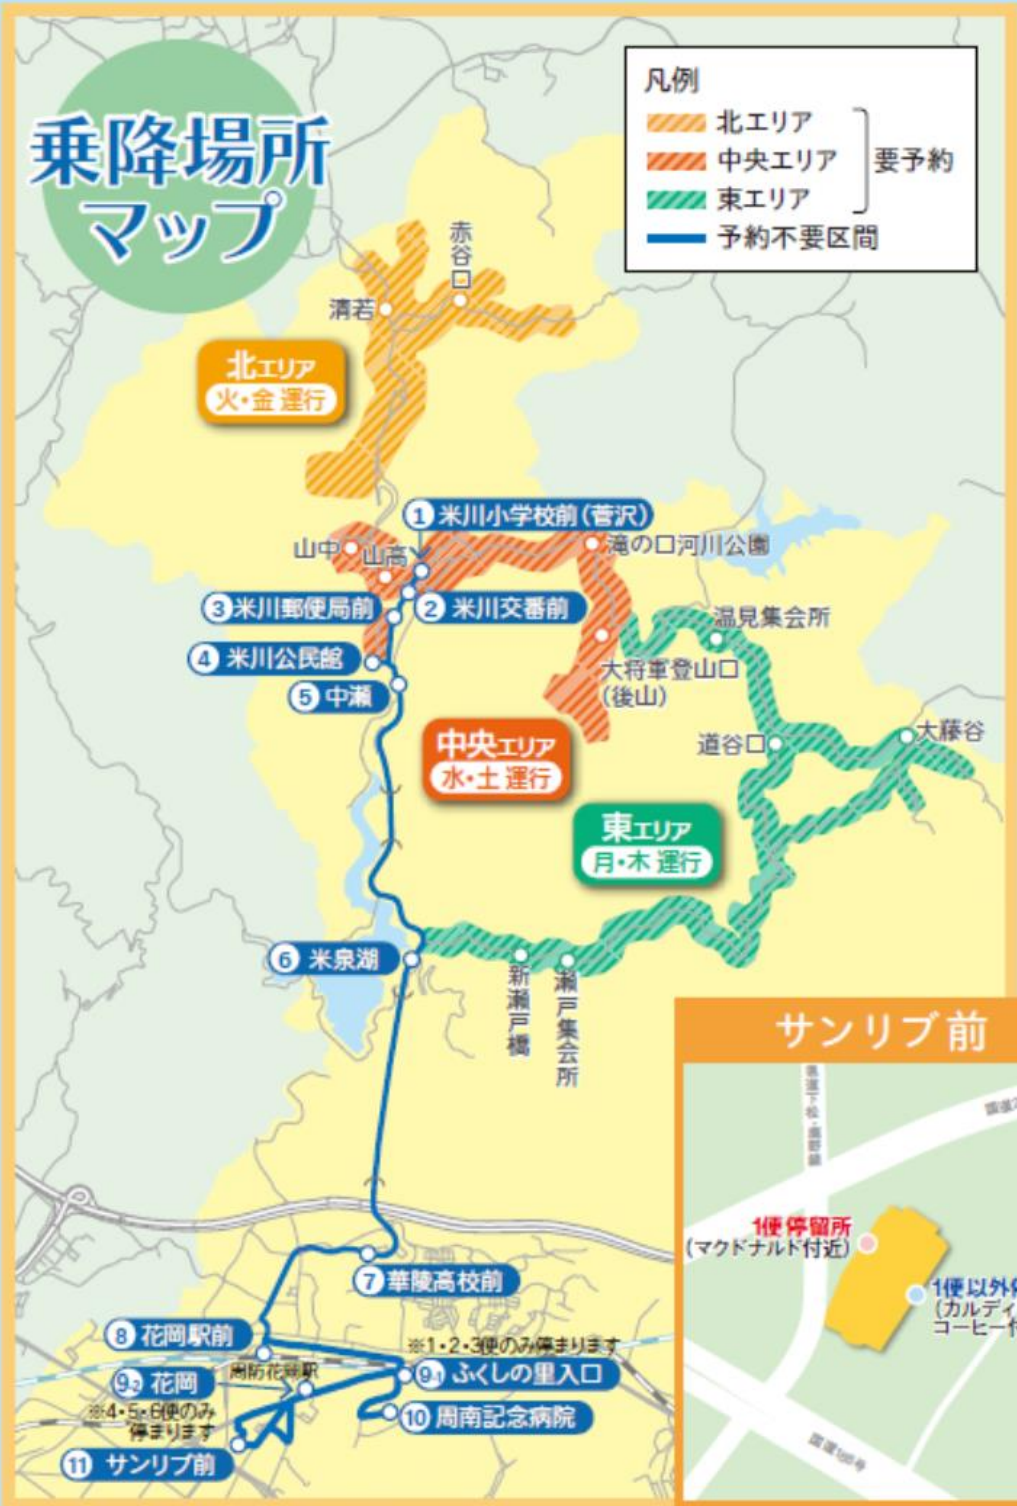 乗降場所
マップ
凡例
北エリア
中央エリア
東エリア
要予約
予約不要区間
赤谷口
清若
北エリア
火・金 運行
1 米川小学校前(菅沢)
山中
山高
滝の口河川公園
3 米川郵便局前
2 米川交番前
温見集会所
4 米川公民館
5 中瀬
大将軍登山口
(後山)
中央エリア
水・土 運行
道谷口
大藤谷
東エリア
月・木 運行
6 米泉湖
新瀬戸橋
瀬戸集会所
7 華陵高校前
8 花岡駅前
※1・2・3便のみ停まります
周防花岡駅
9-1 ふくしの里入口
9-2 花岡
※4・5・6便のみ
停まります
10 周南記念病院
11 サンリブ前
サンリブ前
国道
1便 停留所
(マクドナルド付近)
1便以外
(カルディ
コーヒー付